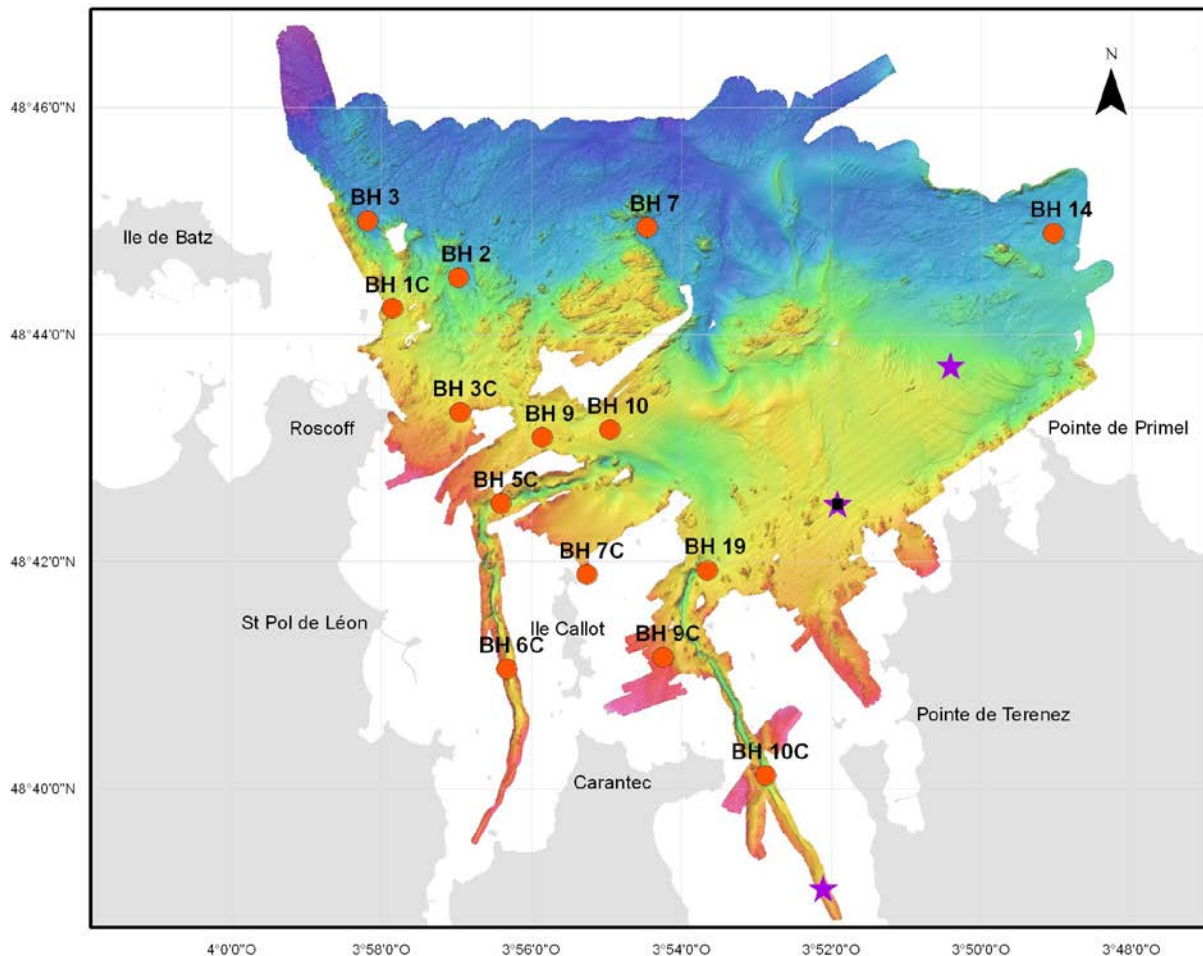 N
48°46'0"N
BH 3
BH 7
BH 14
Ile de Batz
BH 2
BH 1C
48°44'0"N
BH 3C
BH 9
BH 10
Roscoff
Pointe de Primel
BH 5C
48°42'0"N
BH 7C
BH 19
St Pol de Léon
Ile Callot
BH 6C
BH 9C
Pointe de Terenez
BH 10C
Carantec
48°40'0"N
4°0'0"O
3°58'0"O
3°56'0"O
3°54'0"O
3°52'0"O
3°50'0"O
3°48'0"O